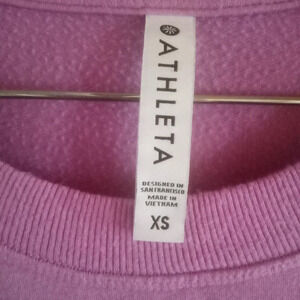 ATHLETA
DESIGNED IN
SAN FRANCISCO
MADE IN
VIETNAM
XS